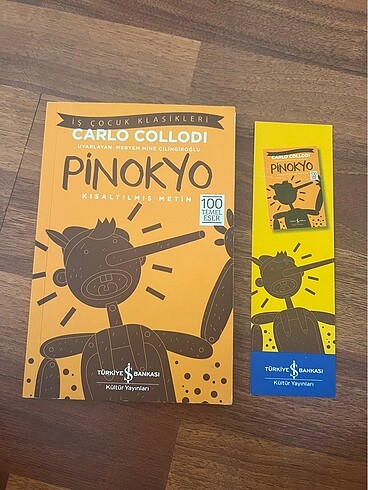 İŞ ÇOCUK KLASİKLERİ
CARLO COLLODI
UYARLAYAN: MERYEM MİNE ÇİLİNGİROĞLU
PİNOKYO
KISALTILMIŞ METİN
100
TEMEL
ESER
TÜRKİYE İŞ BANKASI
Kültür Yayınları
CARLO COLLODI
PİNOKYO
TÜRKİYE İŞ BANKASI
Kültür Yayınları